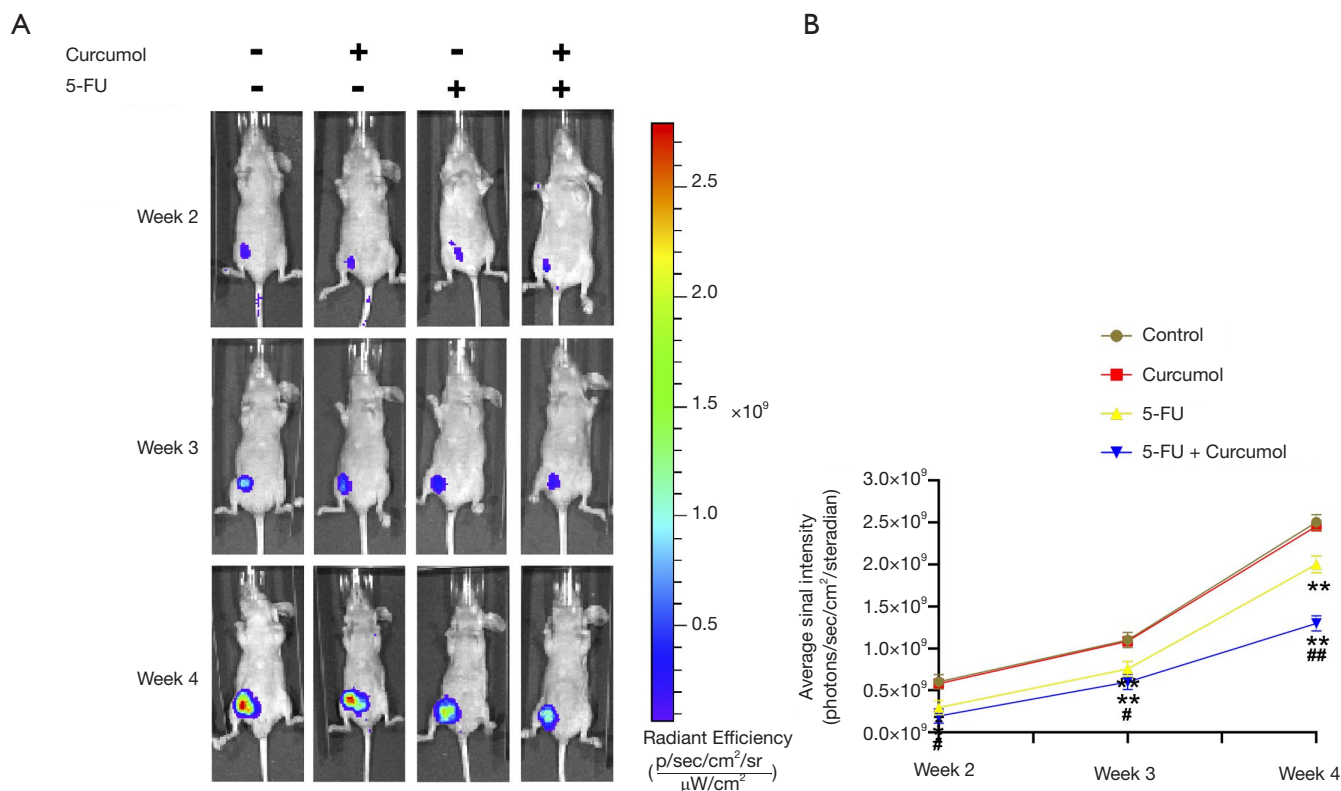 A
Curcumol - + - +
5-FU - - + +
Week 2
Week 3
Week 4
2.5
2.0
1.5
×10⁹
1.0
0.5
Radiant Efficiency
(p/sec/cm²/sr
μW/cm²)
B
Control
Curcumol
5-FU
5-FU + Curcumol
Average sinal intensity
(photons/sec/cm²/steradian)
3.0×10⁹
2.5×10⁹
2.0×10⁹
1.5×10⁹
1.0×10⁹
0.5×10⁹
0.0×10⁹
**
**
##
**
**
#
*
#
Week 2
Week 3
Week 4